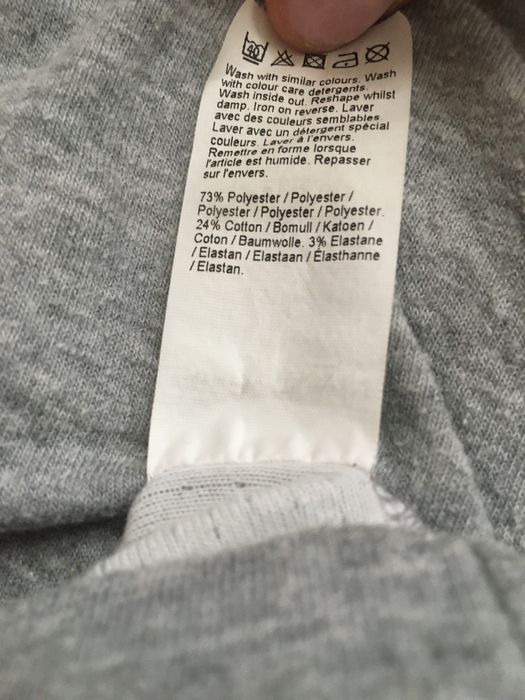 40
Wash with similar colours. Wash
with colour care detergents.
Wash inside out. Reshape whilst
damp. Iron on reverse. Laver
avec des couleurs semblables.
Laver avec un détergent spécial
couleurs. Laver à l'envers.
Remettre en forme lorsque
l'article est humide. Repasser
sur l'envers.
73% Polyester / Polyester /
Polyester / Polyester / Polyester.
24% Cotton / Bomull / Katoen /
Coton / Baumwolle. 3% Elastane
/ Elastan / Elastaan / Élasthanne
/ Elastan.